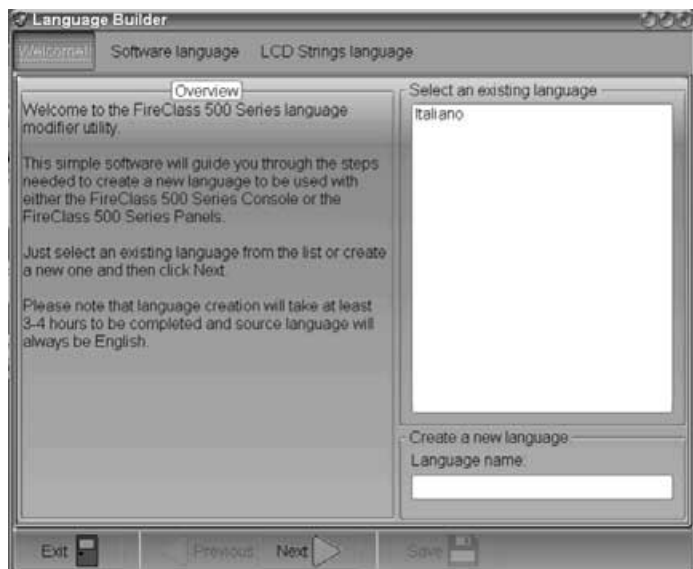 Language Builder
Welcome! Software language LCD Strings language
Overview
Welcome to the FireClass 500 Series language
modifier utility.
This simple software will guide you through the steps
needed to create a new language to be used with
either the FireClass 500 Series Console or the
FireClass 500 Series Panels.
Just select an existing language from the list or create
a new one and then click Next
Please note that language creation will take at least
3-4 hours to be completed and source language will
always be English.
Select an existing language
Italiano
Create a new language
Language name:
Exit Previous Next Save